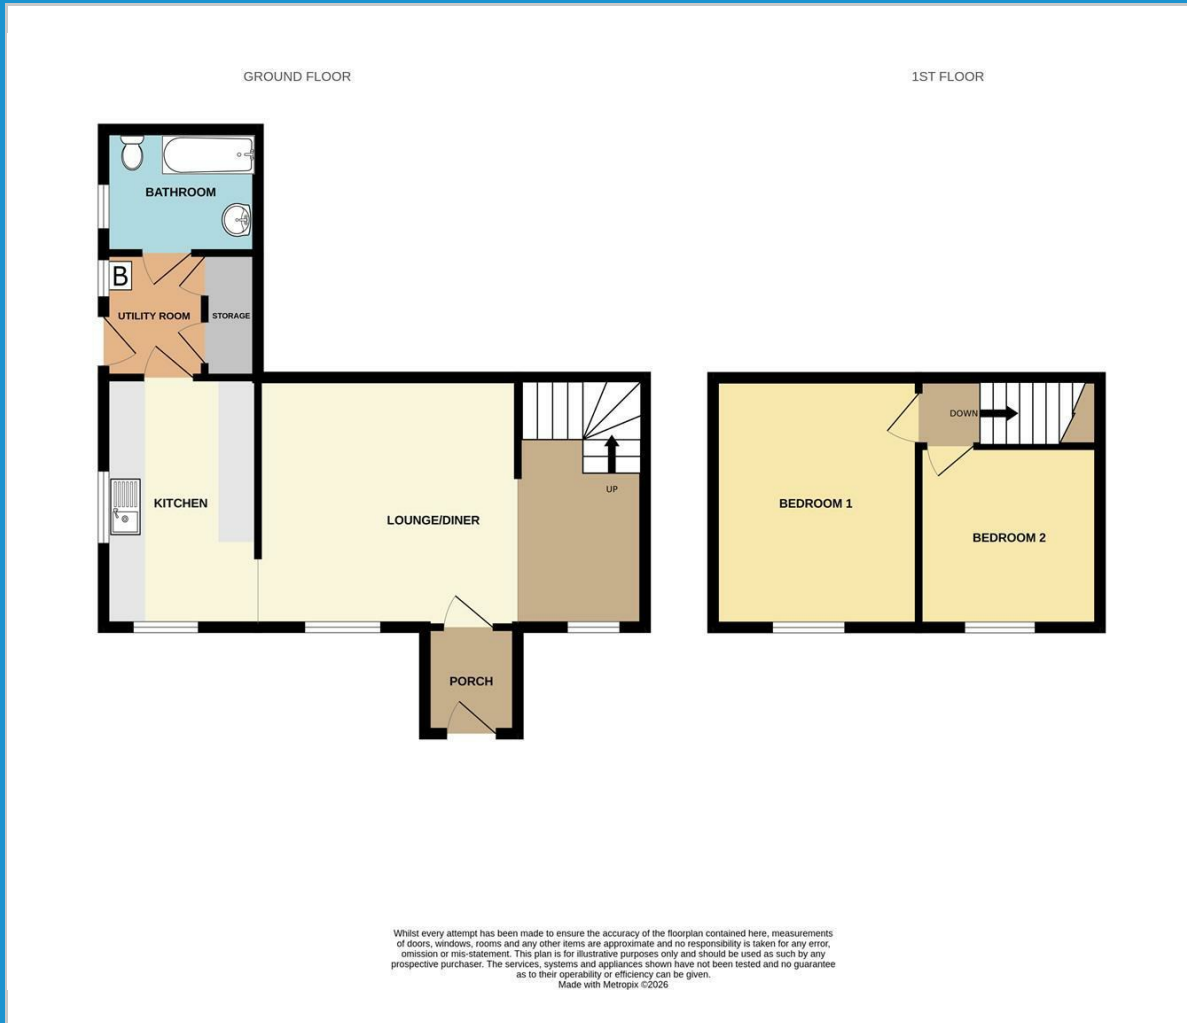 GROUND FLOOR
1ST FLOOR
BATHROOM
B
UTILITY ROOM
STORAGE
KITCHEN
LOUNGE/DINER
UP
PORCH
DOWN
BEDROOM 1
BEDROOM 2
Whilst every attempt has been made to ensure the accuracy of the floorplan contained here, measurements
of doors, windows, rooms and any other items are approximate and no responsibility is taken for any error,
omission or mis-statement. This plan is for illustrative purposes only and should be used as such by any
prospective purchaser. The services, systems and appliances shown have not been tested and no guarantee
as to their operability or efficiency can be given.
Made with Metropix ©2026